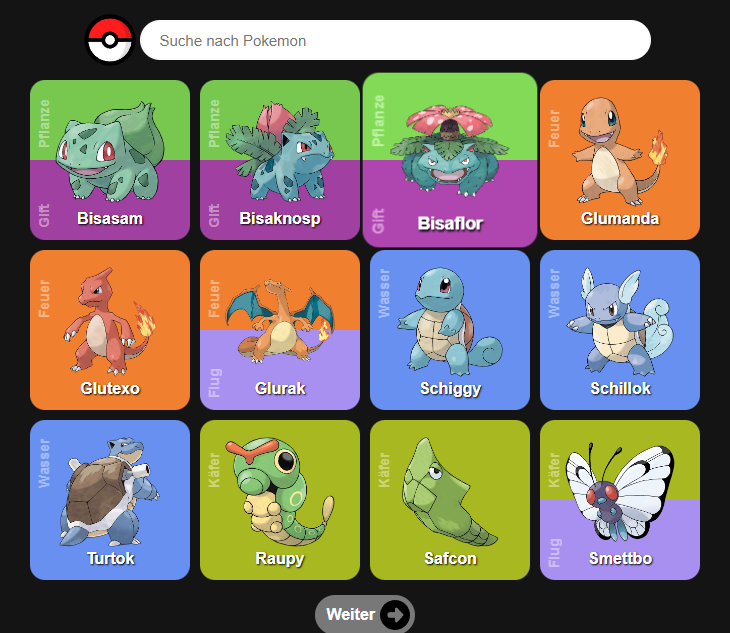 Suche nach Pokemon
Pflanze
Gift
Bisasam
Pflanze
Gift
Bisaknosp
Pflanze
Gift
Bisaflor
Feuer
Glumanda
Feuer
Glutexo
Feuer
Flug
Glurak
Wasser
Schiggy
Wasser
Schillok
Wasser
Turtok
Käfer
Raupy
Käfer
Safcon
Käfer
Flug
Smettbo
Weiter